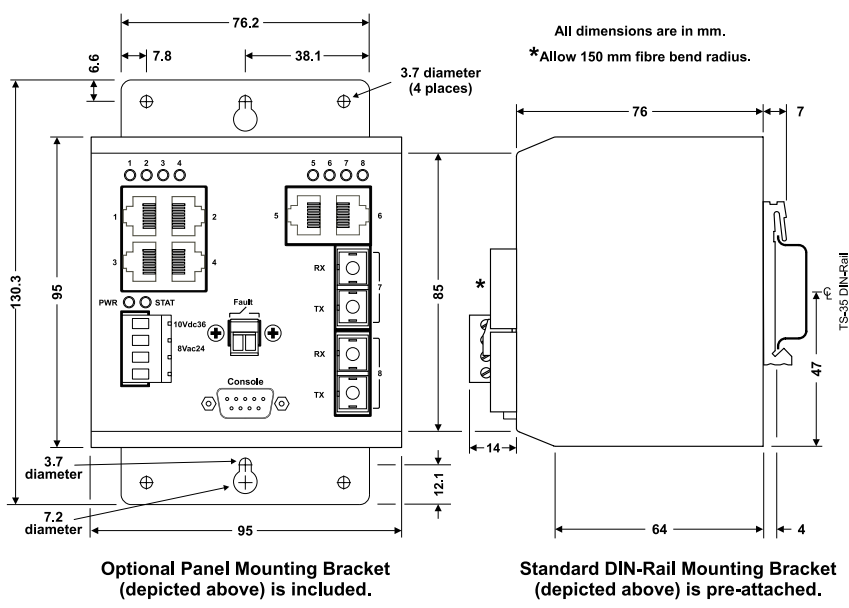 76.2
7.8
38.1
6.6
3.7 diameter
(4 places)
All dimensions are in mm.
*Allow 150 mm fibre bend radius.
76
7
1 2 3 4
5 6 7 8
1
2
3
4
5
6
RX
TX
7
RX
TX
8
PWR
STAT
10Vdc36
8Vac24
Fault
Console
130.3
95
85
*
14
47
℄
TS-35 DIN-Rail
3.7
diameter
7.2
diameter
12.1
95
64
4
Optional Panel Mounting Bracket
(depicted above) is included.
Standard DIN-Rail Mounting Bracket
(depicted above) is pre-attached.